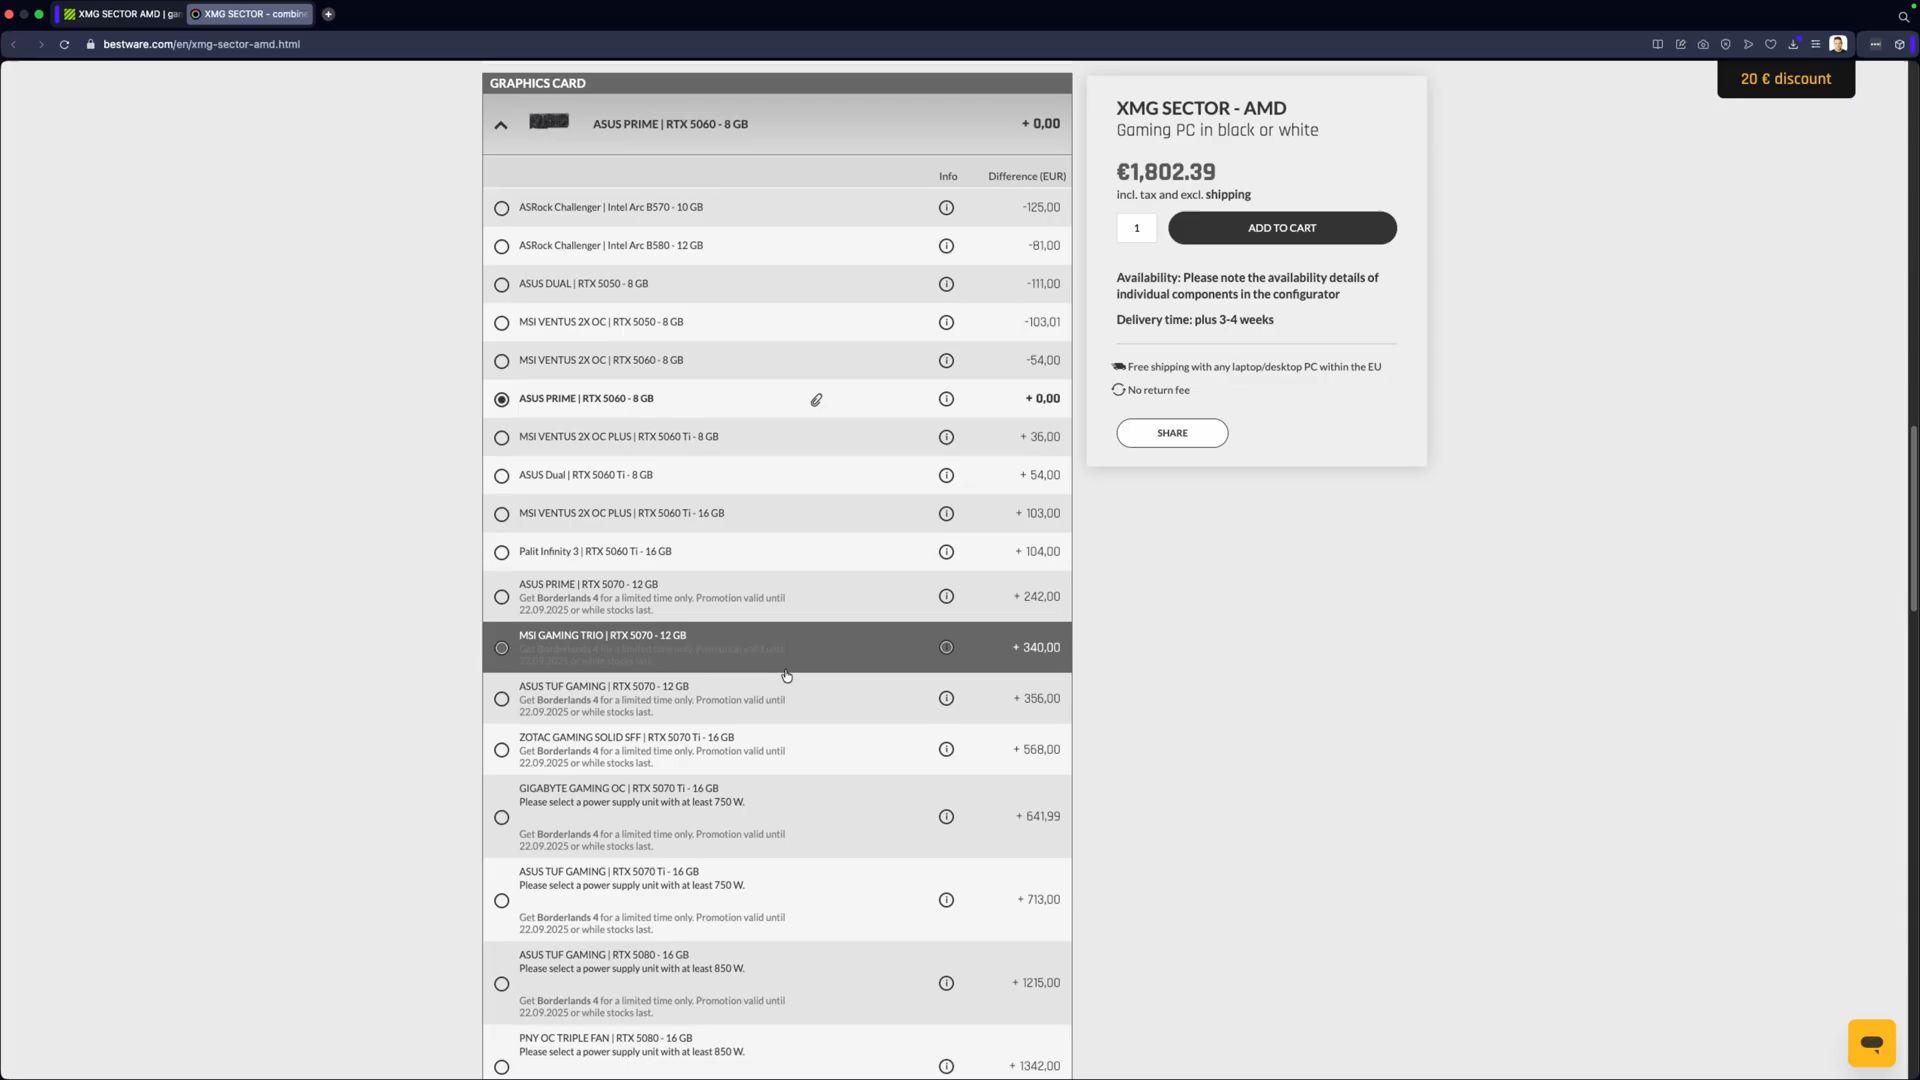 XMG SECTOR AMD | gar
XMG SECTOR - combine
bestware.com/en/xmg-sector-amd.html
20 € discount
GRAPHICS CARD
ASUS PRIME | RTX 5060 - 8 GB + 0,00
Info Difference (EUR)
ASRock Challenger | Intel Arc B570 - 10 GB -125,00
ASRock Challenger | Intel Arc B580 - 12 GB -81,00
ASUS DUAL | RTX 5050 - 8 GB -111,00
MSI VENTUS 2X OC | RTX 5050 - 8 GB -103,01
MSI VENTUS 2X OC | RTX 5060 - 8 GB -54,00
ASUS PRIME | RTX 5060 - 8 GB + 0,00
MSI VENTUS 2X OC PLUS | RTX 5060 Ti - 8 GB + 36,00
ASUS Dual | RTX 5060 Ti - 8 GB + 54,00
MSI VENTUS 2X OC PLUS | RTX 5060 Ti - 16 GB + 103,00
Palit Infinity 3 | RTX 5060 Ti - 16 GB + 104,00
ASUS PRIME | RTX 5070 - 12 GB
Get Borderlands 4 for a limited time only. Promotion valid until
22.09.2025 or while stocks last.
+ 242,00
MSI GAMING TRIO | RTX 5070 - 12 GB
Get Borderlands 4 for a limited time only. Promotion valid until
22.09.2025 or while stocks last.
+ 340,00
ASUS TUF GAMING | RTX 5070 - 12 GB
Get Borderlands 4 for a limited time only. Promotion valid until
22.09.2025 or while stocks last.
+ 356,00
ZOTAC GAMING SOLID SFF | RTX 5070 Ti - 16 GB
Get Borderlands 4 for a limited time only. Promotion valid until
22.09.2025 or while stocks last.
+ 568,00
GIGABYTE GAMING OC | RTX 5070 Ti - 16 GB
Please select a power supply unit with at least 750 W.
Get Borderlands 4 for a limited time only. Promotion valid until
22.09.2025 or while stocks last.
+ 641,99
ASUS TUF GAMING | RTX 5070 Ti - 16 GB
Please select a power supply unit with at least 750 W.
Get Borderlands 4 for a limited time only. Promotion valid until
22.09.2025 or while stocks last.
+ 713,00
ASUS TUF GAMING | RTX 5080 - 16 GB
Please select a power supply unit with at least 850 W.
Get Borderlands 4 for a limited time only. Promotion valid until
22.09.2025 or while stocks last.
+ 1215,00
PNY OC TRIPLE FAN | RTX 5080 - 16 GB
Please select a power supply unit with at least 850 W.
+ 1342,00
XMG SECTOR - AMD
Gaming PC in black or white
€1,802.39
incl. tax and excl. shipping
1 ADD TO CART
Availability: Please note the availability details of
individual components in the configurator
Delivery time: plus 3-4 weeks
Free shipping with any laptop/desktop PC within the EU
No return fee
SHARE